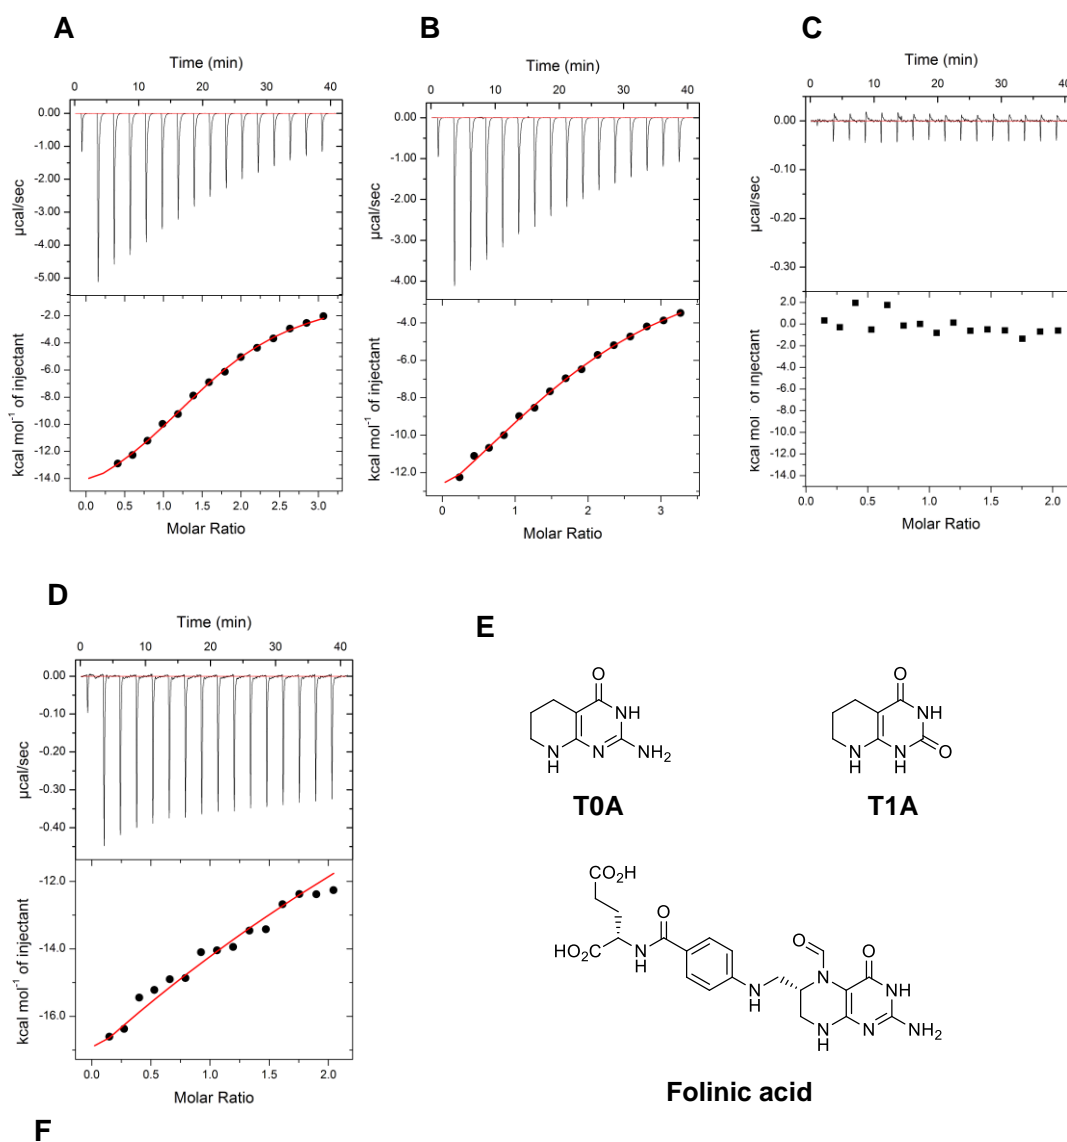 A
Time (min)
0 10 20 30 40
0.00
-1.00
-2.00
-3.00
-4.00
-5.00
µcal/sec
-2.0
-4.0
-6.0
-8.0
-10.0
-12.0
-14.0
kcal mol⁻¹ of injectant
0.0 0.5 1.0 1.5 2.0 2.5 3.0
Molar Ratio
B
Time (min)
0 10 20 30 40
0.00
-1.00
-2.00
-3.00
-4.00
µcal/sec
-4.0
-6.0
-8.0
-10.0
-12.0
kcal mol⁻¹ of injectant
0 1 2 3
Molar Ratio
C
Time (min)
0 10 20 30 40
0.00
-0.10
-0.20
-0.30
µcal/sec
2.0
0.0
-2.0
-4.0
-6.0
-8.0
-10.0
-12.0
-14.0
kcal mol⁻¹ of injectant
0.0 0.5 1.0 1.5 2.0
Molar Ratio
D
Time (min)
0 10 20 30 40
0.00
-0.10
-0.20
-0.30
-0.40
µcal/sec
-12.0
-14.0
-16.0
kcal mol⁻¹ of injectant
0.0 0.5 1.0 1.5 2.0
Molar Ratio
E
O
NH
N
H
N
NH₂
T0A
O
NH
N
H
N
H
O
T1A
CO₂H
HO₂C
N
H
O
N
H
O
N
O
NH
N
H
N
NH₂
Folinic acid
F